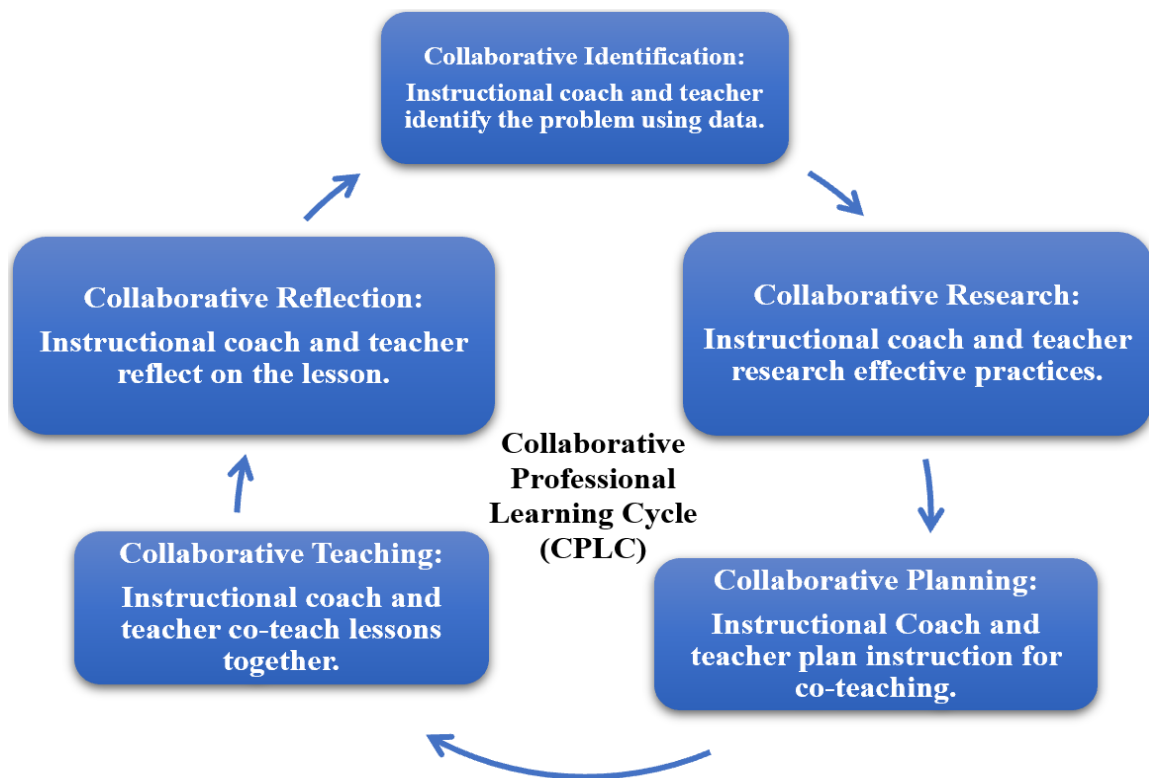 Collaborative Identification:
Instructional coach and teacher
identify the problem using data.
Collaborative Research:
Instructional coach and teacher
research effective practices.
Collaborative Planning:
Instructional Coach and
teacher plan instruction for
co-teaching.
Collaborative Teaching:
Instructional coach and
teacher co-teach lessons
together.
Collaborative Reflection:
Instructional coach and teacher
reflect on the lesson.
Collaborative
Professional
Learning Cycle
(CPLC)